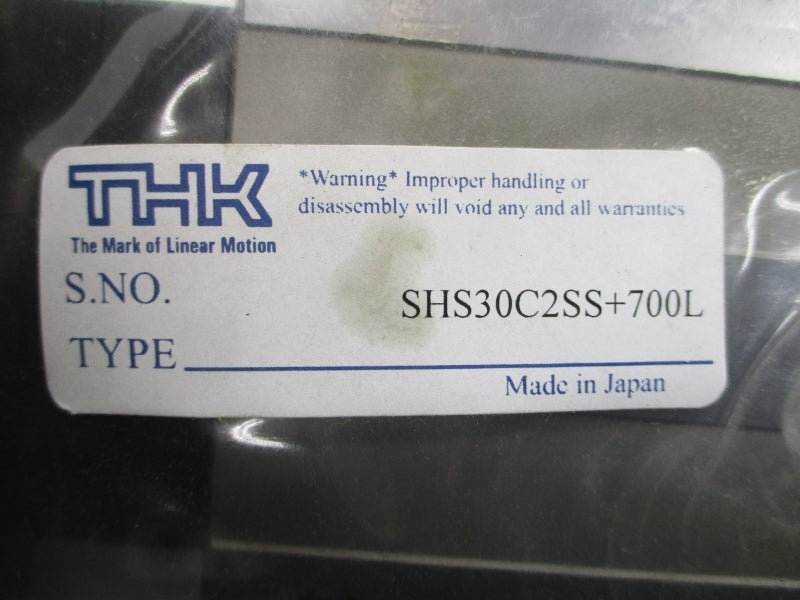 THK
*Warning* Improper handling or
disassembly will void any and all warranties
The Mark of Linear Motion
S.NO.
SHS30C2SS+700L
TYPE
Made in Japan